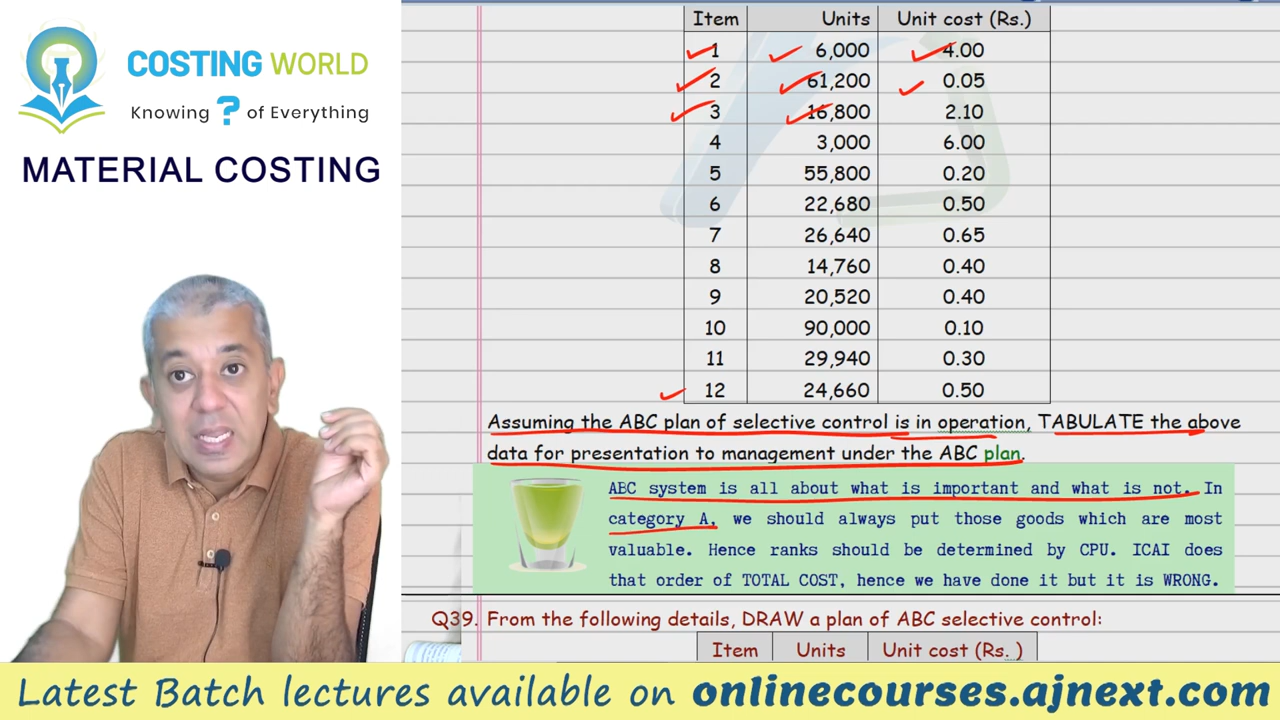 COSTING WORLD
Knowing ? of Everything
MATERIAL COSTING
Item Units Unit cost (Rs.)
1 6,000 4.00
2 61,200 0.05
3 16,800 2.10
4 3,000 6.00
5 55,800 0.20
6 22,680 0.50
7 26,640 0.65
8 14,760 0.40
9 20,520 0.40
10 90,000 0.10
11 29,940 0.30
12 24,660 0.50
Assuming the ABC plan of selective control is in operation, TABULATE the above
data for presentation to management under the ABC plan.
ABC system is all about what is important and what is not. In
category A, we should always put those goods which are most
valuable. Hence ranks should be determined by CPU. ICAI does
that order of TOTAL COST, hence we have done it but it is WRONG.
Q39. From the following details, DRAW a plan of ABC selective control:
Item Units Unit cost (Rs. )
Latest Batch lectures available on onlinecourses.ajnext.com